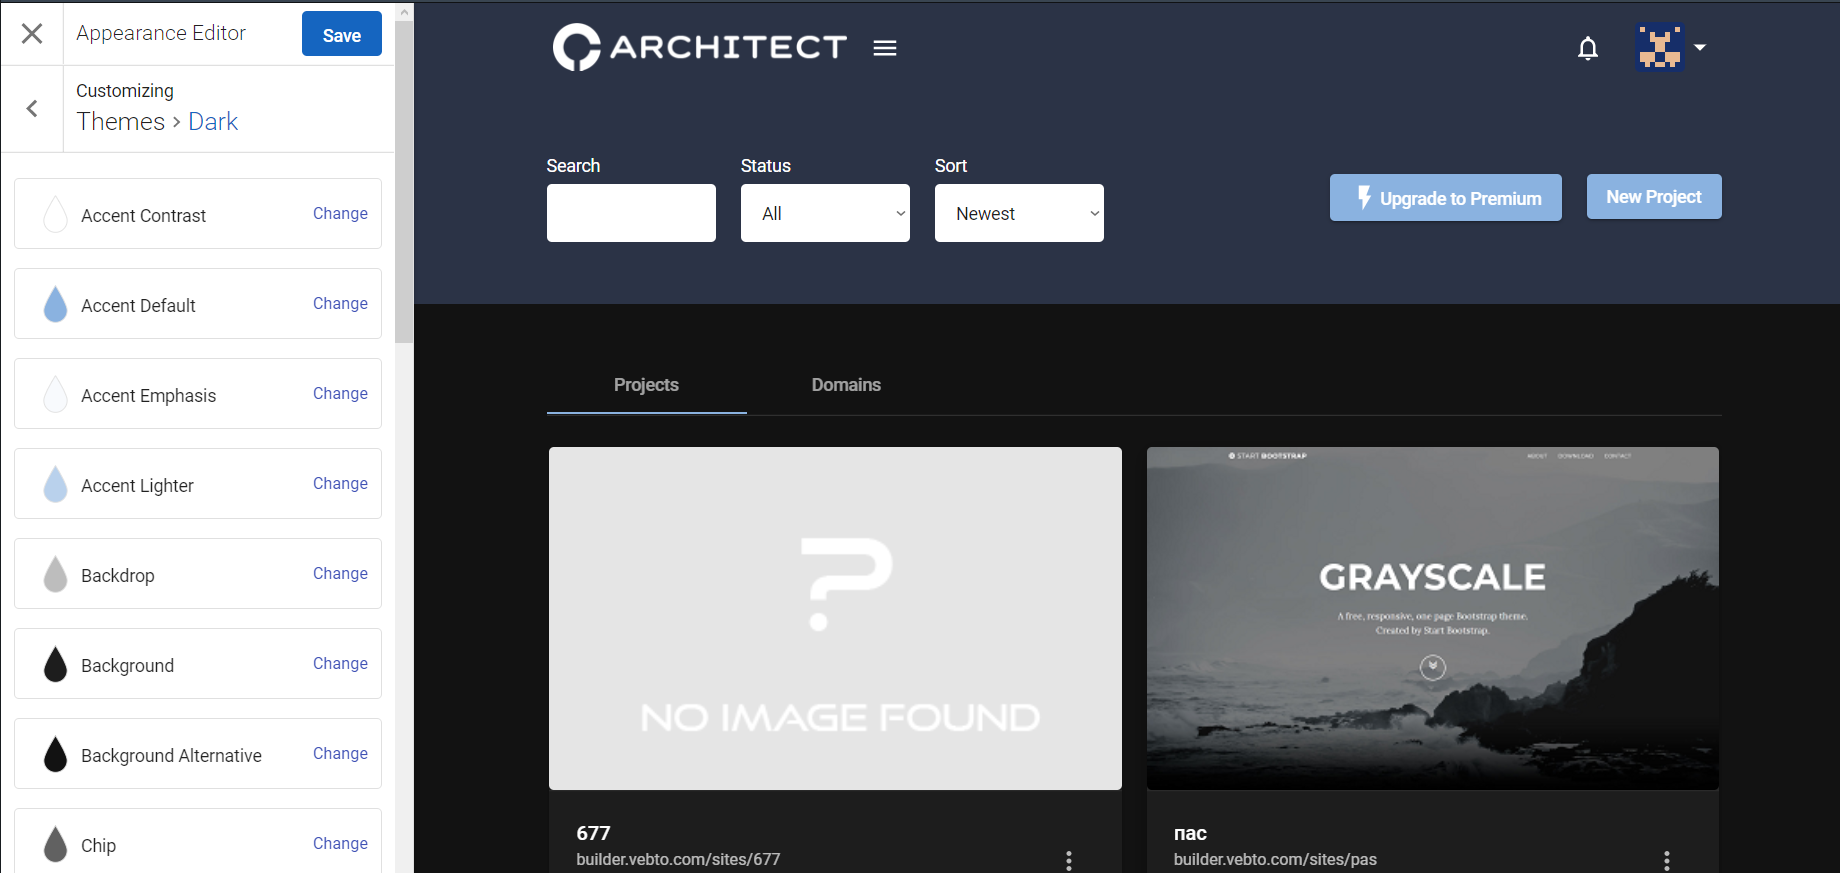 Appearance Editor
Save
Customizing
Themes › Dark
Accent Contrast
Change
Accent Default
Change
Accent Emphasis
Change
Accent Lighter
Change
Backdrop
Change
Background
Change
Background Alternative
Change
Chip
Change
ARCHITECT
Search
Status
Sort
All
Newest
Upgrade to Premium
New Project
Projects
Domains
NO IMAGE FOUND
677
builder.vebto.com/sites/677
START BOOTSTRAP
ABOUT DOWNLOAD CONTACT
GRAYSCALE
A free, responsive, one page Bootstrap theme.
Created by Start Bootstrap.
пас
builder.vebto.com/sites/pas